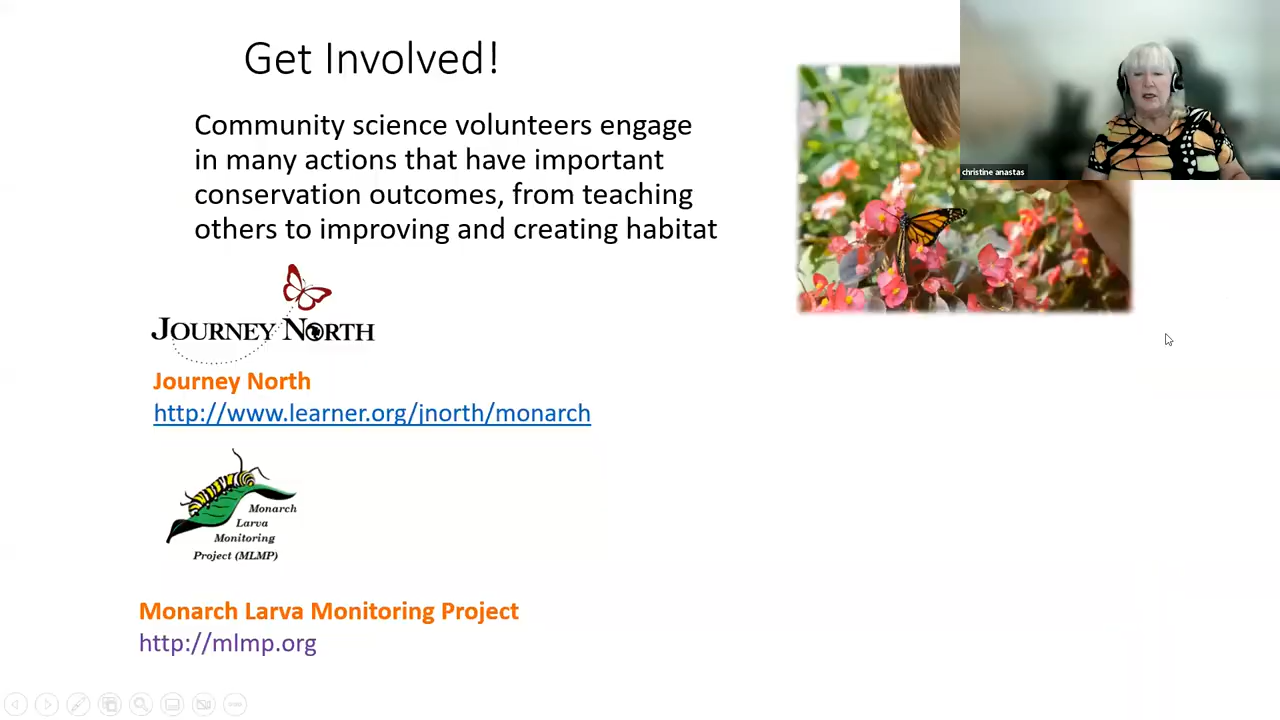 Get Involved!
christine anastas
Community science volunteers engage
in many actions that have important
conservation outcomes, from teaching
others to improving and creating habitat
JOURNEY NORTH
Journey North
http://www.learner.org/jnorth/monarch
Monarch
Larva
Monitoring
Project (MLMP)
Monarch Larva Monitoring Project
http://mlmp.org